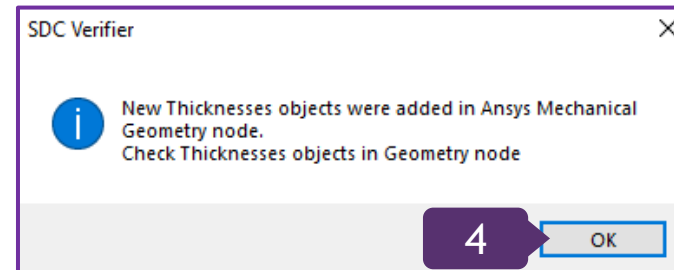 SDC Verifier
New Thicknesses objects were added in Ansys Mechanical
Geometry node.
Check Thicknesses objects in Geometry node
4
OK